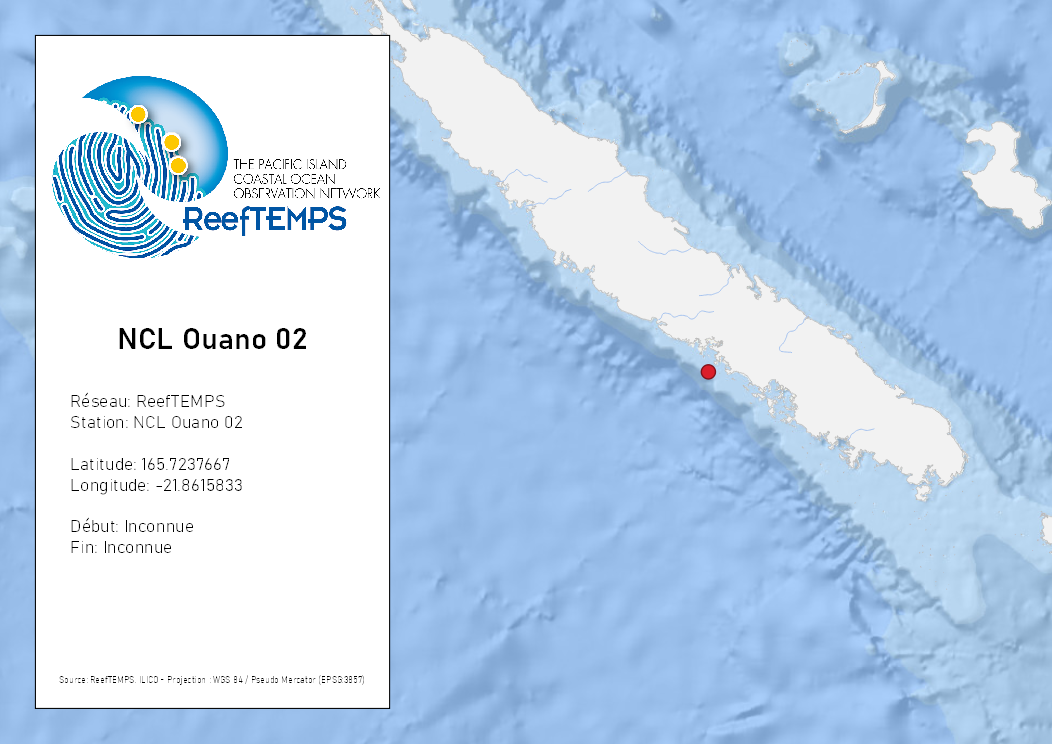 THE PACIFIC ISLAND
COASTAL OCEAN
OBSERVATION NETWORK
ReefTEMPS
NCL Ouano 02
Réseau: ReefTEMPS
Station: NCL Ouano 02
Latitude: 165.7237667
Longitude: -21.8615833
Début: Inconnue
Fin: Inconnue
Source: ReefTEMPS, ILICO - Projection : WGS 84 / Pseudo Mercator (EPSG:3857)